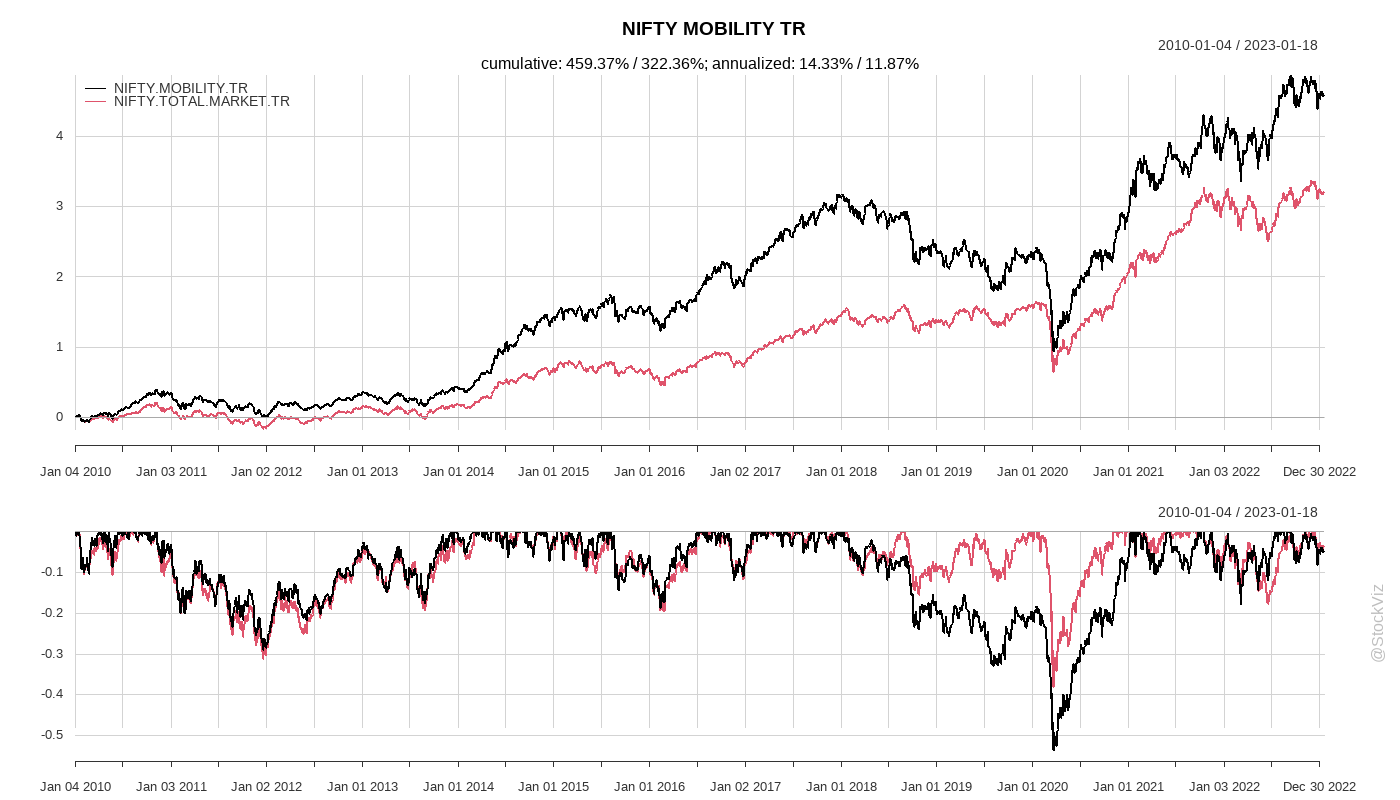 NIFTY MOBILITY TR
2010-01-04 / 2023-01-18
cumulative: 459.37% / 322.36%; annualized: 14.33% / 11.87%
NIFTY.MOBILITY.TR
NIFTY.TOTAL.MARKET.TR
4
3
2
1
0
Jan 04 2010 Jan 03 2011 Jan 02 2012 Jan 01 2013 Jan 01 2014 Jan 01 2015 Jan 01 2016 Jan 02 2017 Jan 01 2018 Jan 01 2019 Jan 01 2020 Jan 01 2021 Jan 03 2022 Dec 30 2022
2010-01-04 / 2023-01-18
-0.1
-0.2
-0.3
-0.4
-0.5
Jan 04 2010 Jan 03 2011 Jan 02 2012 Jan 01 2013 Jan 01 2014 Jan 01 2015 Jan 01 2016 Jan 02 2017 Jan 01 2018 Jan 01 2019 Jan 01 2020 Jan 01 2021 Jan 03 2022 Dec 30 2022
@StockViz